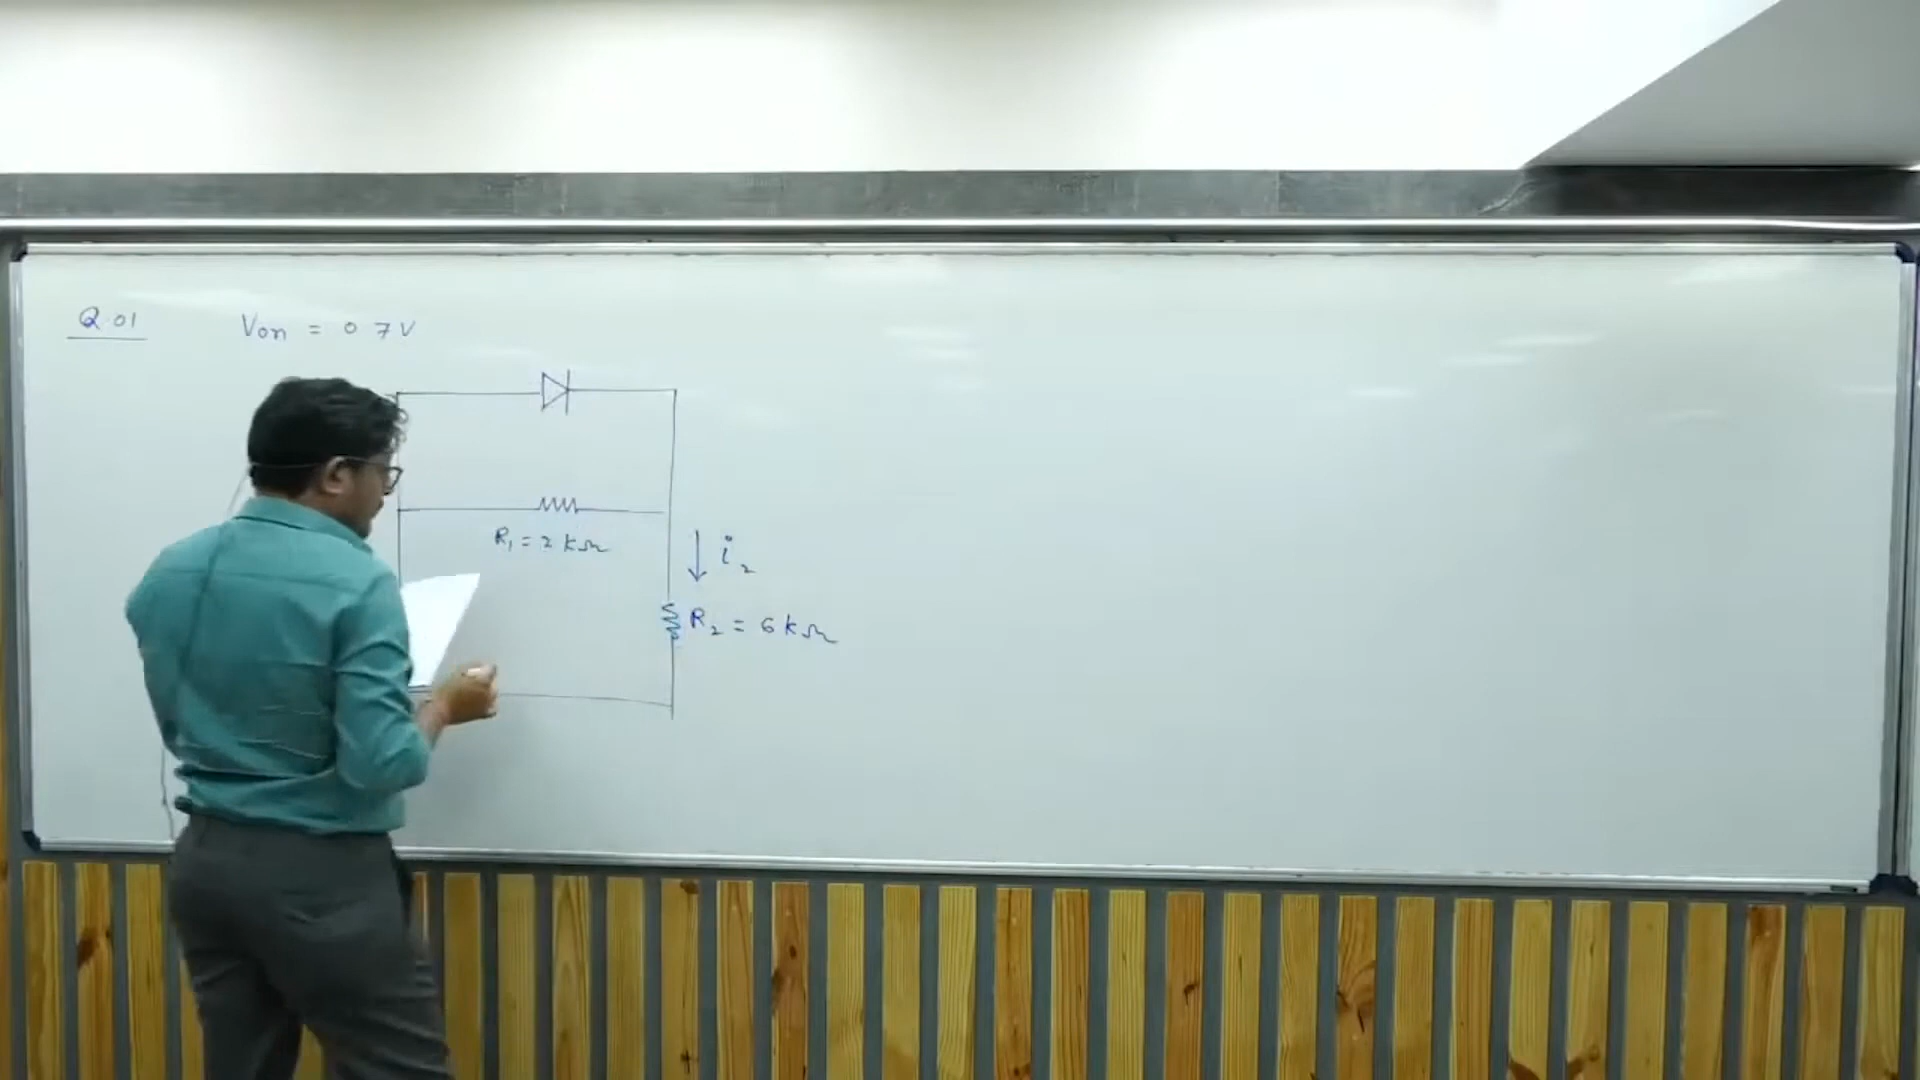 Q.01 Von = 0 7V
R₁ = 2 kΩ
i₂
R₂ = 6 kΩ